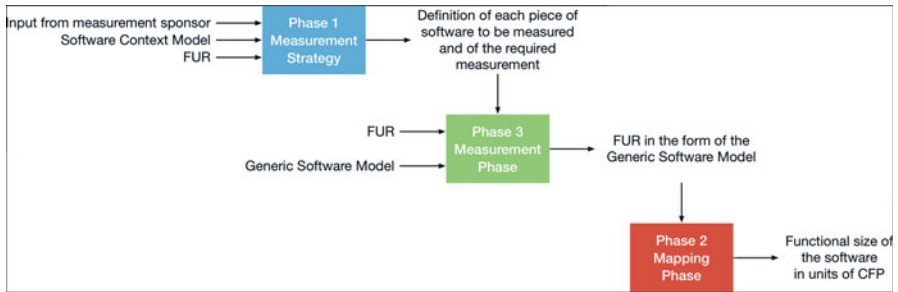 Input from measurement sponsor
Software Context Model
FUR
Phase 1
Measurement
Strategy
Definition of each piece of
software to be measured
and of the required
measurement
FUR
Generic Software Model
Phase 3
Measurement
Phase
FUR in the form of the
Generic Software Model
Phase 2
Mapping
Phase
Functional size of
the software
in units of CFP